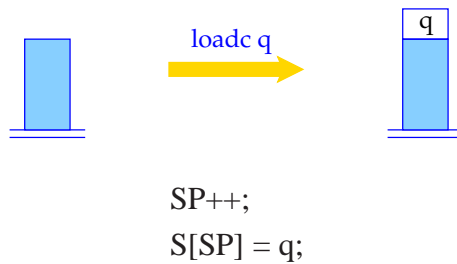 q
loadc q
SP++;
S[SP] = q;